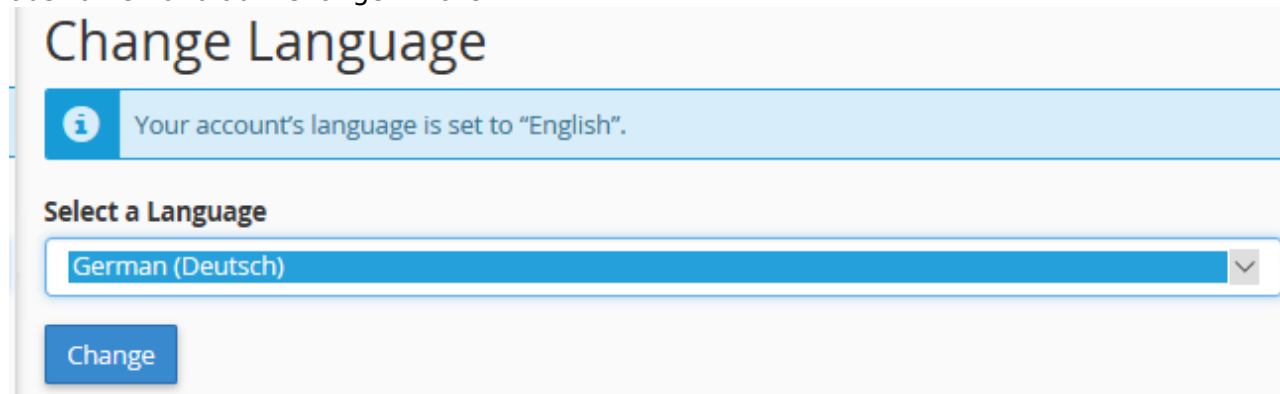 Change Language
Your account's language is set to “English”.
Select a Language
German (Deutsch)
Change